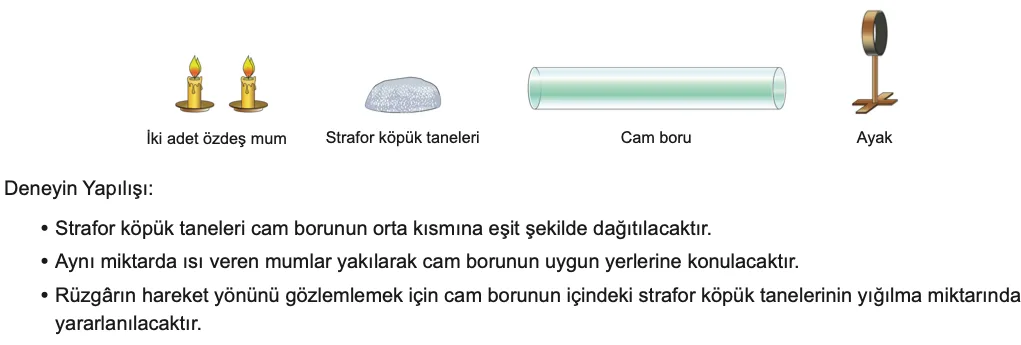 İki adet özdeş mum Strafor köpük taneleri Cam boru Ayak
Deneyin Yapılışı:
• Strafor köpük taneleri cam borunun orta kısmına eşit şekilde dağıtılacaktır.
• Aynı miktarda ısı veren mumlar yakılarak cam borunun uygun yerlerine konulacaktır.
• Rüzgârın hareket yönünü gözlemlemek için cam borunun içindeki strafor köpük tanelerinin yığılma miktarında
yararlanılacaktır.